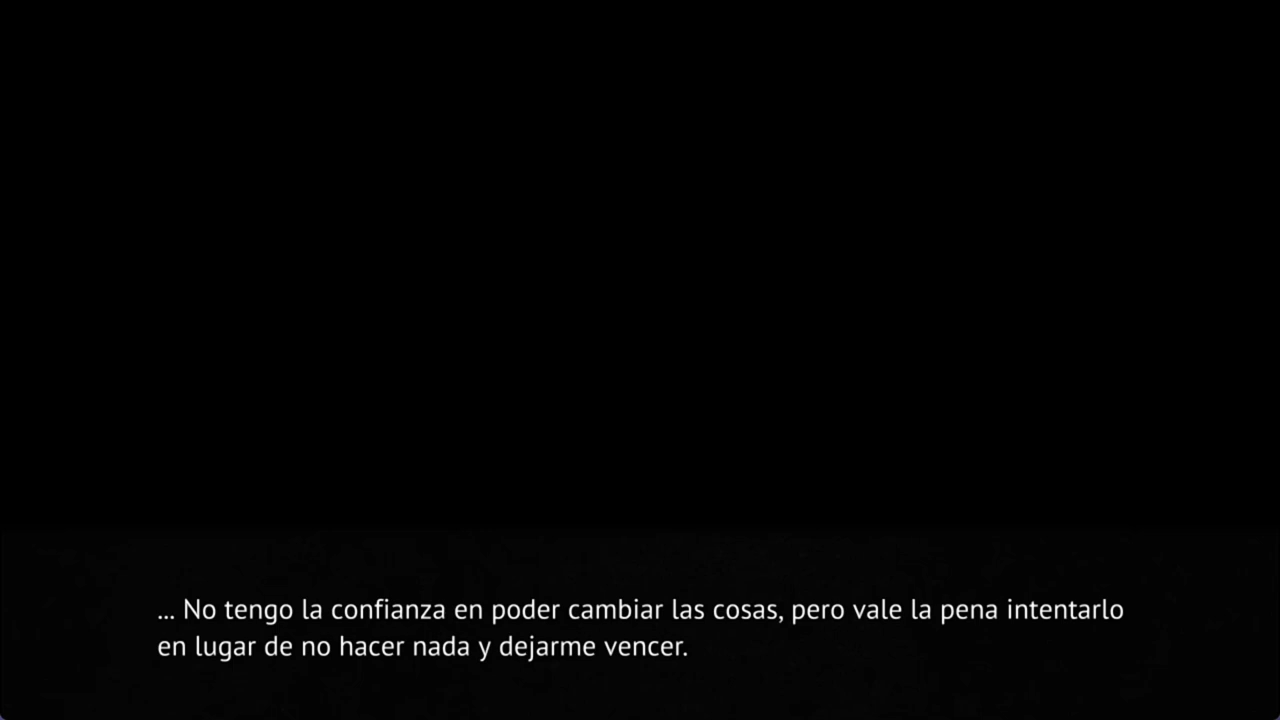 ... No tengo la confianza en poder cambiar las cosas, pero vale la pena intentarlo
en lugar de no hacer nada y dejarme vencer.